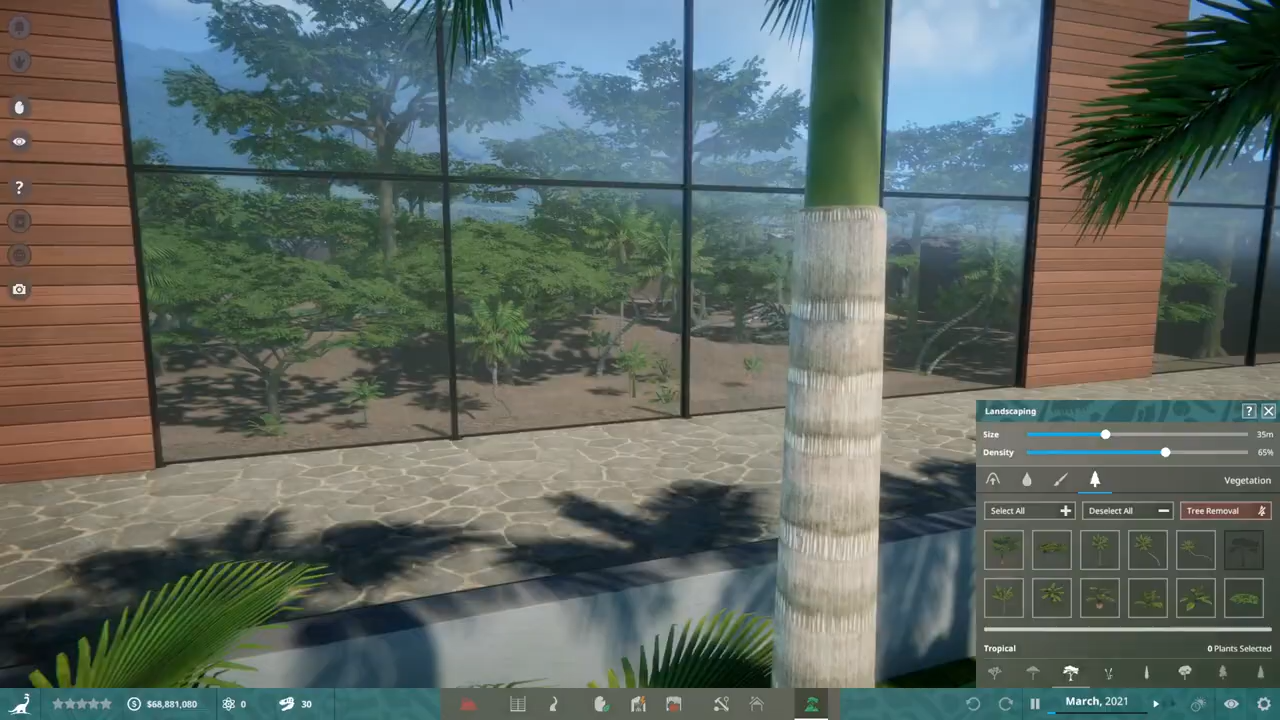 ?
Landscaping ?
Size 35m
Density 65%
Vegetation
Select All Deselect All Tree Removal
Tropical 0 Plants Selected
$68,881,080 0 30 March, 2021